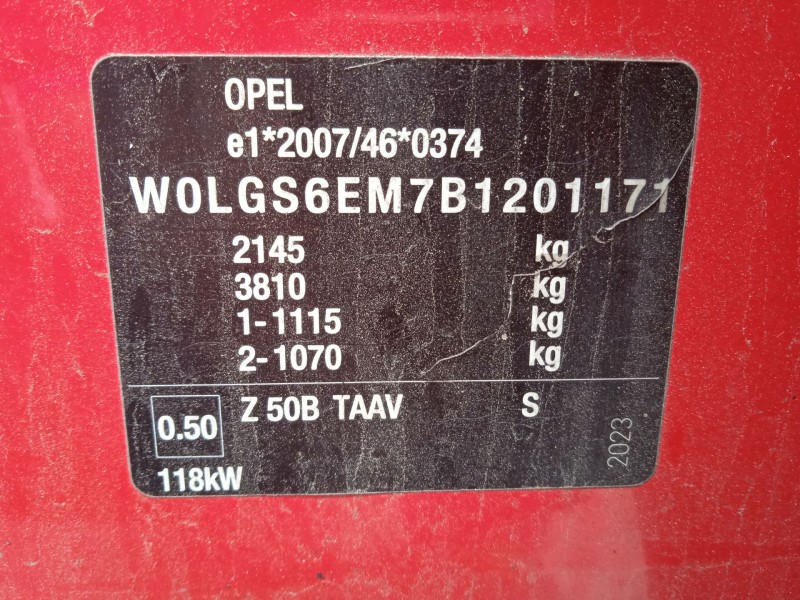 OPEL
e1*2007/46*0374
W0LGS6EM7B1201171
2145 kg
3810 kg
1-1115 kg
2-1070 kg
0.50 Z 50B TAAV S
118kW
2023